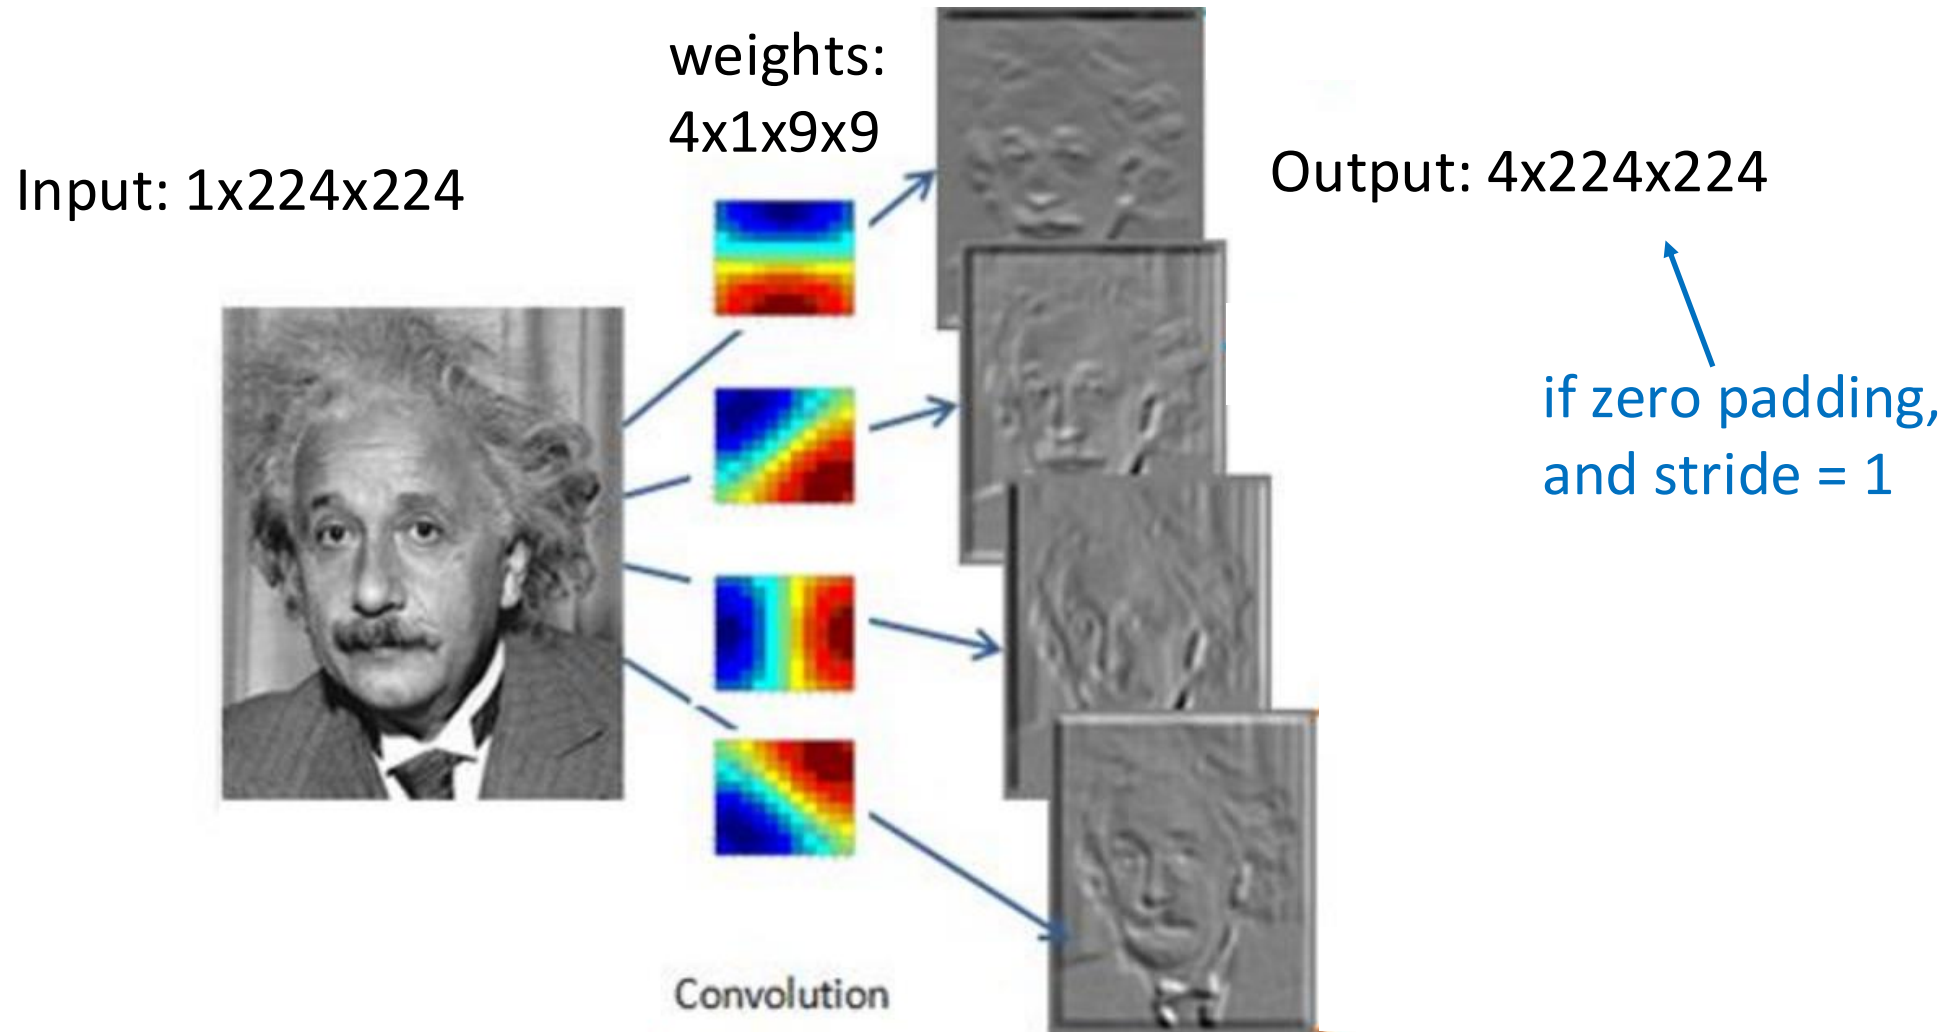 weights:
4x1x9x9
Input: 1x224x224
Output: 4x224x224
if zero padding,
and stride = 1
Convolution